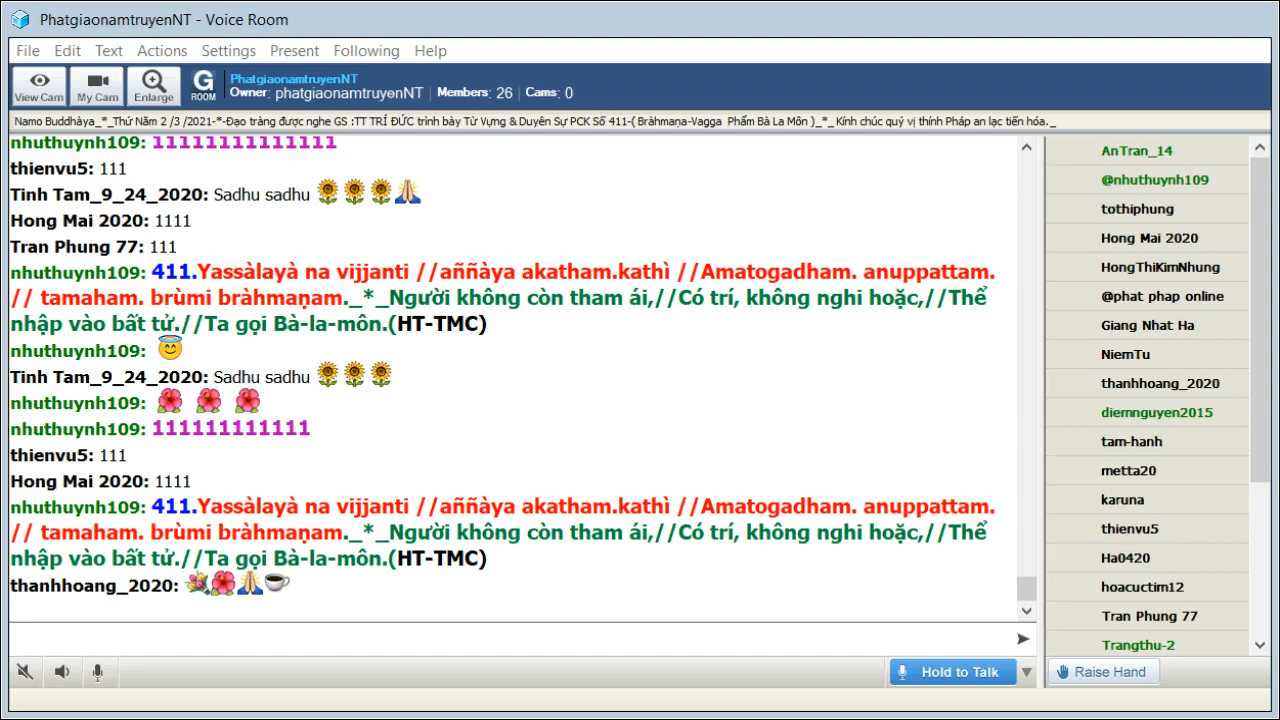 PhatgiaonamtruyenNT - Voice Room
File Edit Text Actions Settings Present Following Help
View Cam My Cam Enlarge G ROOM PhatgiaonamtruyenNT
Owner: phatgiaonamtruyenNT | Members: 26 | Cams: 0
Namo Buddhàya_*_Thứ Năm 2 /3 /2021-*-Đạo tràng được nghe GS :TT TRÍ ĐỨC trình bày Từ Vựng & Duyên Sự PCK Số 411-( Bràhmaṇa-Vagga Phẩm Bà La Môn )_*_ Kính chúc quý vị thính Pháp an lạc tiến hóa._
nhuthuynh109: 11111111111111
thienvu5: 111
Tinh Tam_9_24_2020: Sadhu sadhu 🌻🌻🌻🙏
Hong Mai 2020: 1111
Tran Phung 77: 111
nhuthuynh109: 411.Yassàlayà na vijjanti //aññàya akatham.kathì //Amatogadham. anuppattam.
// tamaham. brùmi bràhmaṇam._*_Người không còn tham ái,//Có trí, không nghi hoặc,//Thể
nhập vào bất tử.//Ta gọi Bà-la-môn.(HT-TMC)
nhuthuynh109: 😇
Tinh Tam_9_24_2020: Sadhu sadhu 🌻🌻🌻
nhuthuynh109: 🌺 🌺 🌺
nhuthuynh109: 111111111111
thienvu5: 111
Hong Mai 2020: 1111
nhuthuynh109: 411.Yassàlayà na vijjanti //aññàya akatham.kathì //Amatogadham. anuppattam.
// tamaham. brùmi bràhmaṇam._*_Người không còn tham ái,//Có trí, không nghi hoặc,//Thể
nhập vào bất tử.//Ta gọi Bà-la-môn.(HT-TMC)
thanhhoang_2020: 💐🌺🙏☕
AnTran_14
@nhuthuynh109
tothiphung
Hong Mai 2020
HongThiKimNhung
@phat phap online
Giang Nhat Ha
NiemTu
thanhhoang_2020
diemnguyen2015
tam-hanh
metta20
karuna
thienvu5
Ha0420
hoacuctim12
Tran Phung 77
Trangthu-2
Hold to Talk
Raise Hand